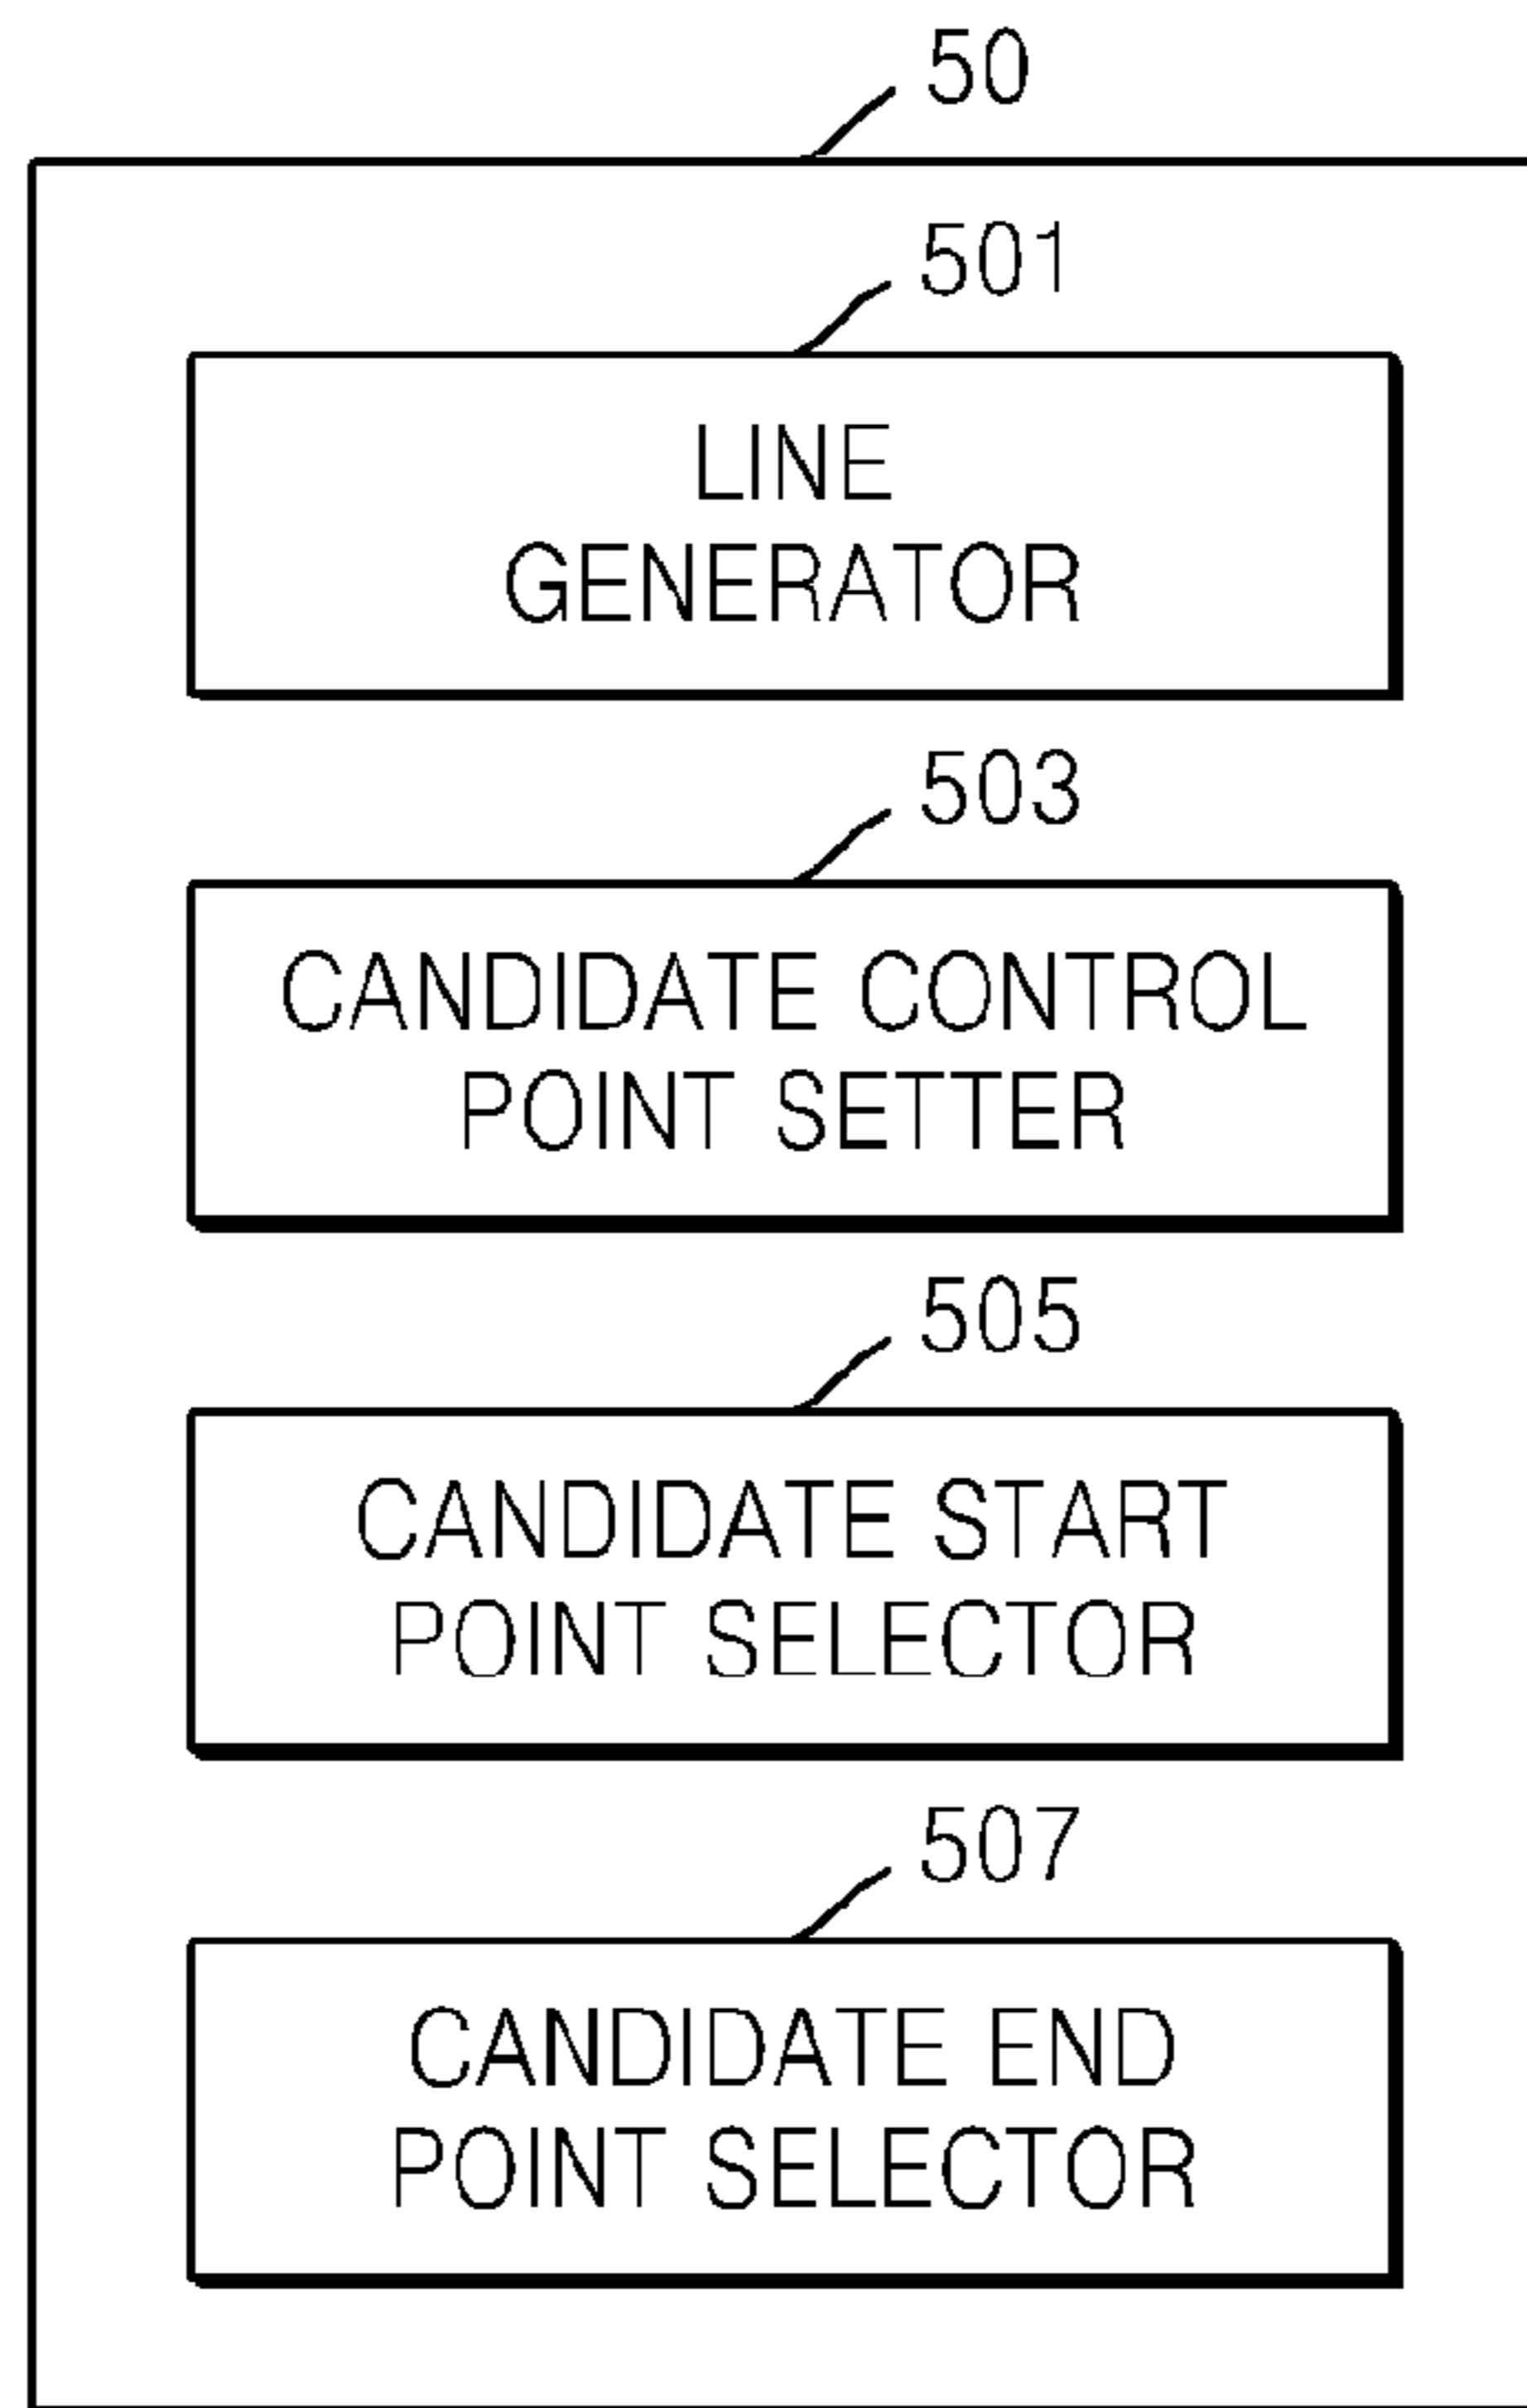 50
501
LINE
GENERATOR
503
CANDIDATE CONTROL
POINT SETTER
505
CANDIDATE START
POINT SELECTOR
507
CANDIDATE END
POINT SELECTOR